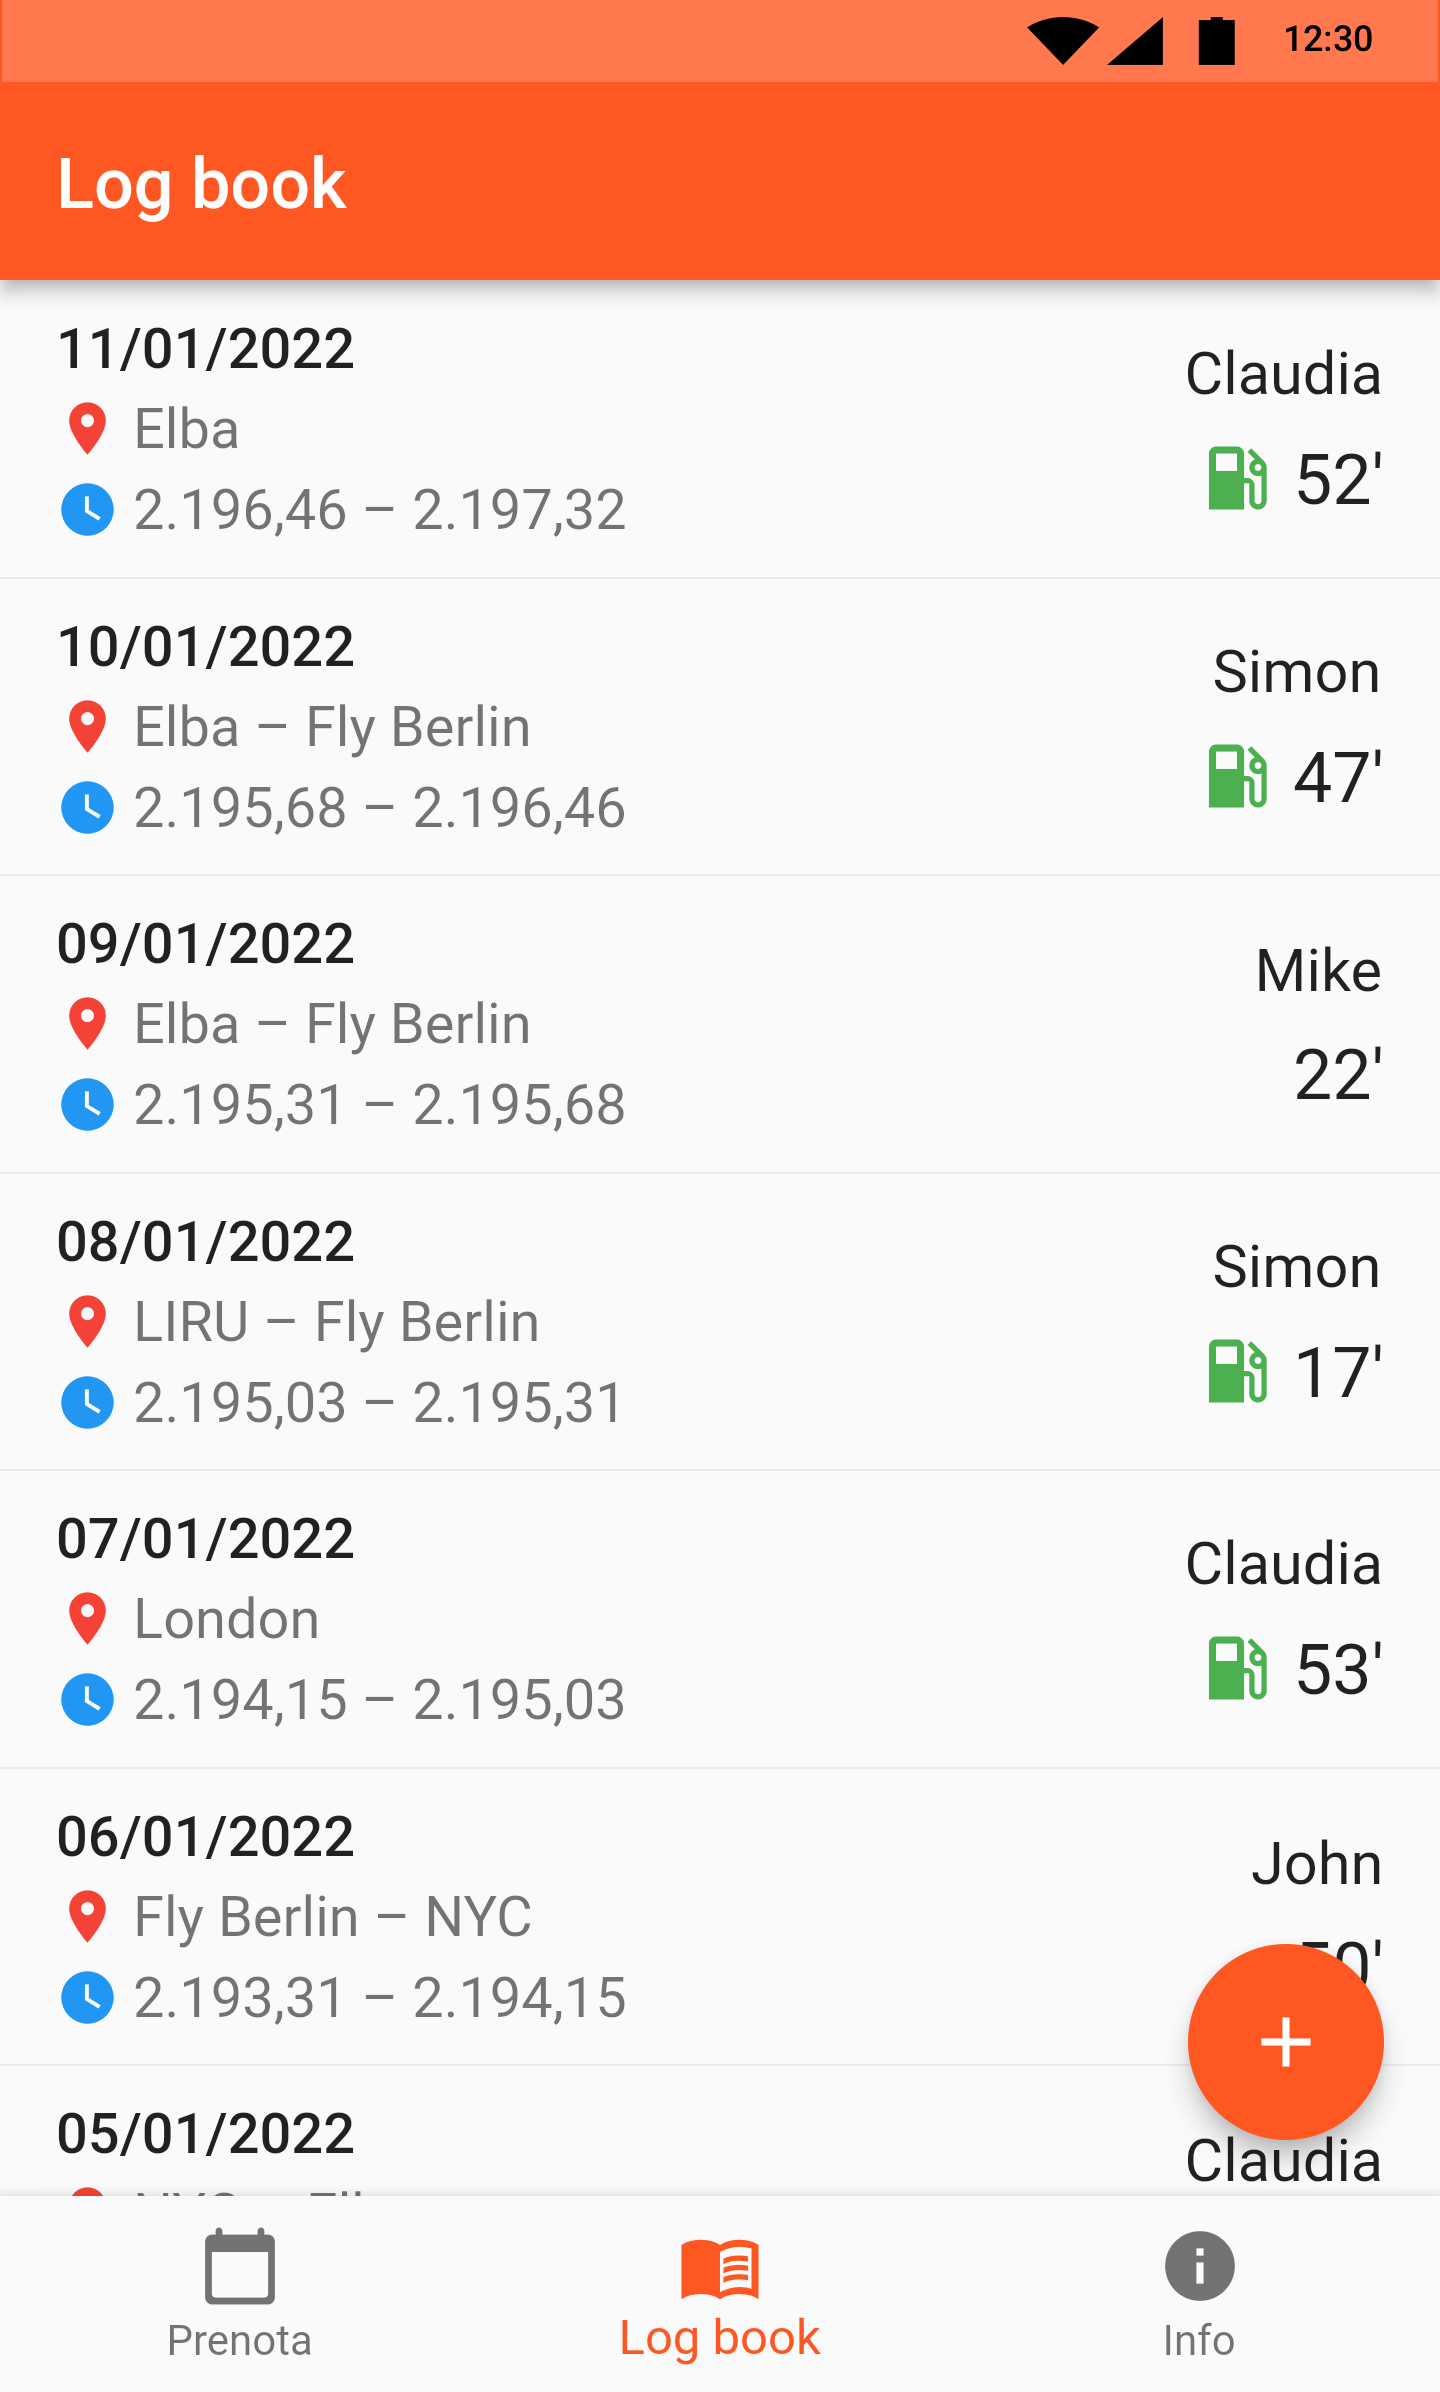 12:30
Log book
11/01/2022
Claudia
Elba
52'
2.196,46 – 2.197,32
10/01/2022
Simon
Elba – Fly Berlin
47'
2.195,68 – 2.196,46
09/01/2022
Mike
Elba – Fly Berlin
22'
2.195,31 – 2.195,68
08/01/2022
Simon
LIRU – Fly Berlin
17'
2.195,03 – 2.195,31
07/01/2022
Claudia
London
53'
2.194,15 – 2.195,03
06/01/2022
John
Fly Berlin – NYC
2.193,31 – 2.194,15
05/01/2022
Claudia
Prenota
Log book
Info